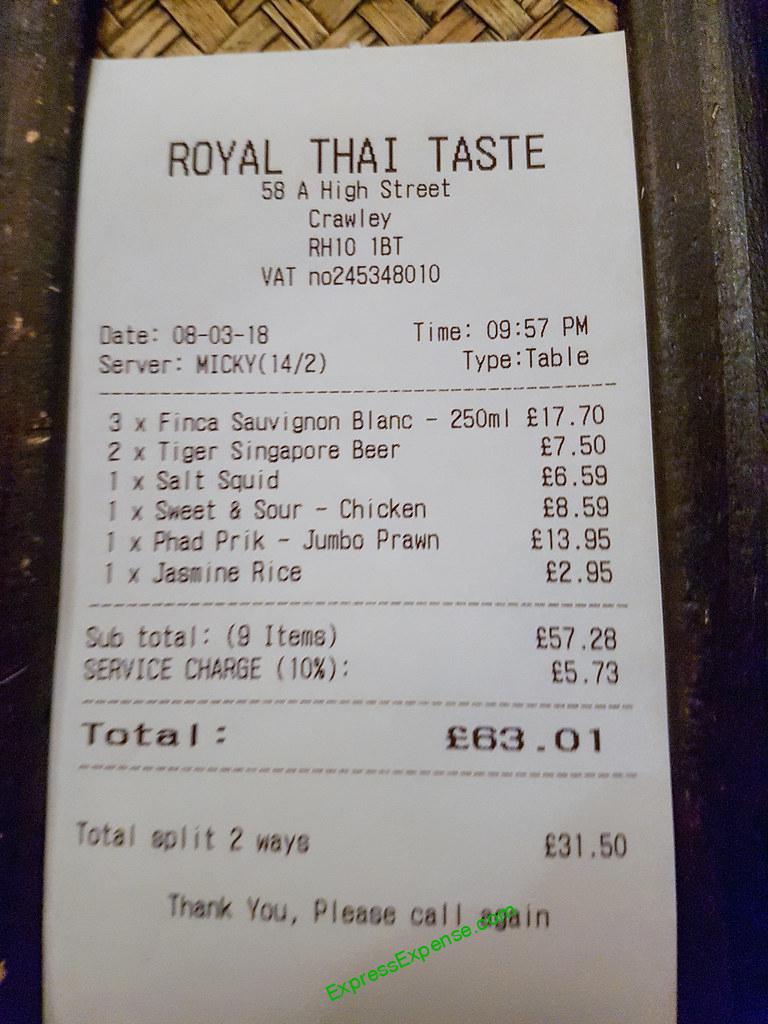 ROYAL THAI TASTE
58 A High Street
Crawley
RH10 1BT
VAT no245348010
Date: 08-03-18 Time: 09:57 PM
Server: MICKY(14/2) Type:Table
3 x Finca Sauvignon Blanc - 250ml £17.70
2 x Tiger Singapore Beer £7.50
1 x Salt Squid £6.59
1 x Sweet & Sour - Chicken £8.59
1 x Phad Prik - Jumbo Prawn £13.95
1 x Jasmine Rice £2.95
Sub total: (9 Items) £57.28
SERVICE CHARGE (10%): £5.73
Total: £63.01
Total split 2 ways £31.50
Thank You, Please call again
ExpressExpense.com